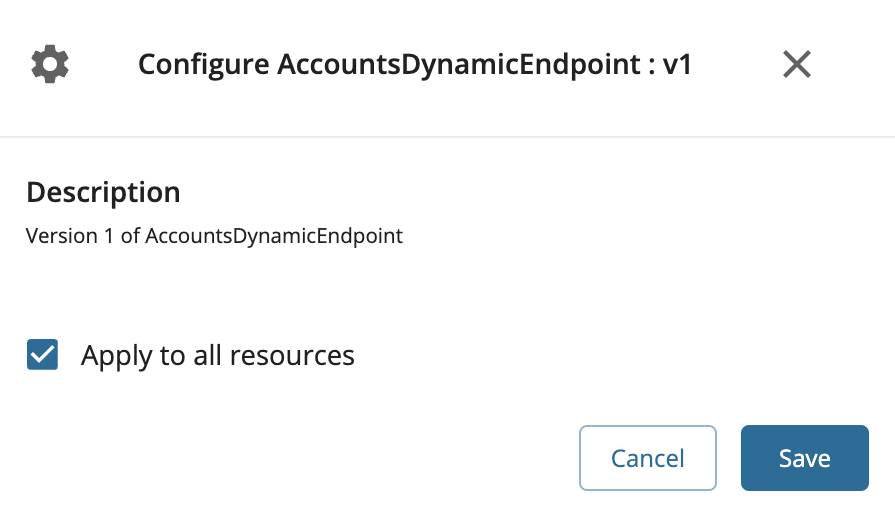 Configure AccountsDynamicEndpoint : v1
Description
Version 1 of AccountsDynamicEndpoint
Apply to all resources
Cancel
Save